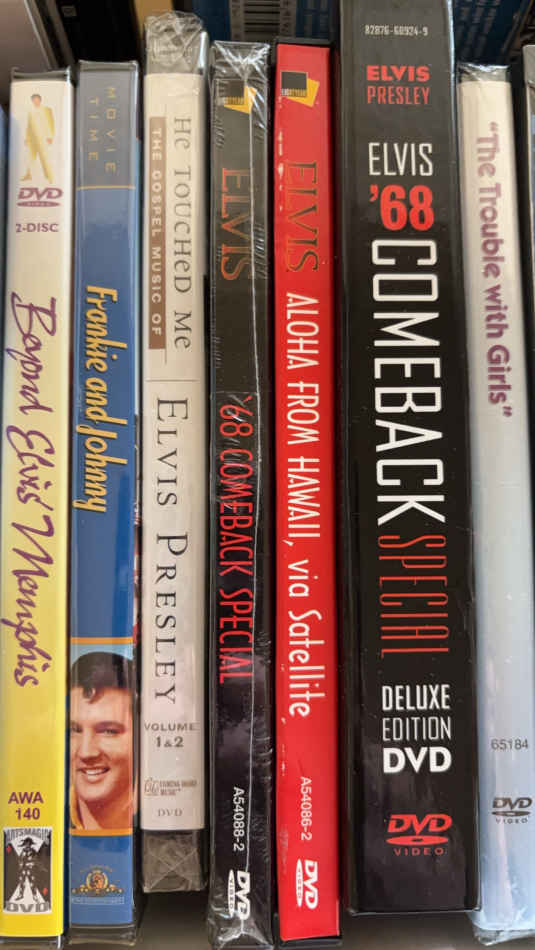 DVD
VIDEO
2-DISC
Beyond Elvis' Memphis
AWA
140
ARTSMAGIC
DVD
MOVIE
TIME
Frankie and Johnny
He Touched Me
THE GOSPEL MUSIC OF
ELVIS PRESLEY
VOLUME
1 & 2
DVD
ELVIS
'68 COMEBACK SPECIAL
A54088-2
DVD
VIDEO
ELVIS
ALOHA FROM HAWAII, via Satellite
A54086-2
DVD
VIDEO
82876-60924-9
ELVIS
PRESLEY
ELVIS
'68
COMEBACK
SPECIAL
DELUXE
EDITION
DVD
DVD
VIDEO
"The Trouble with Girls"
65184
DVD
VIDEO